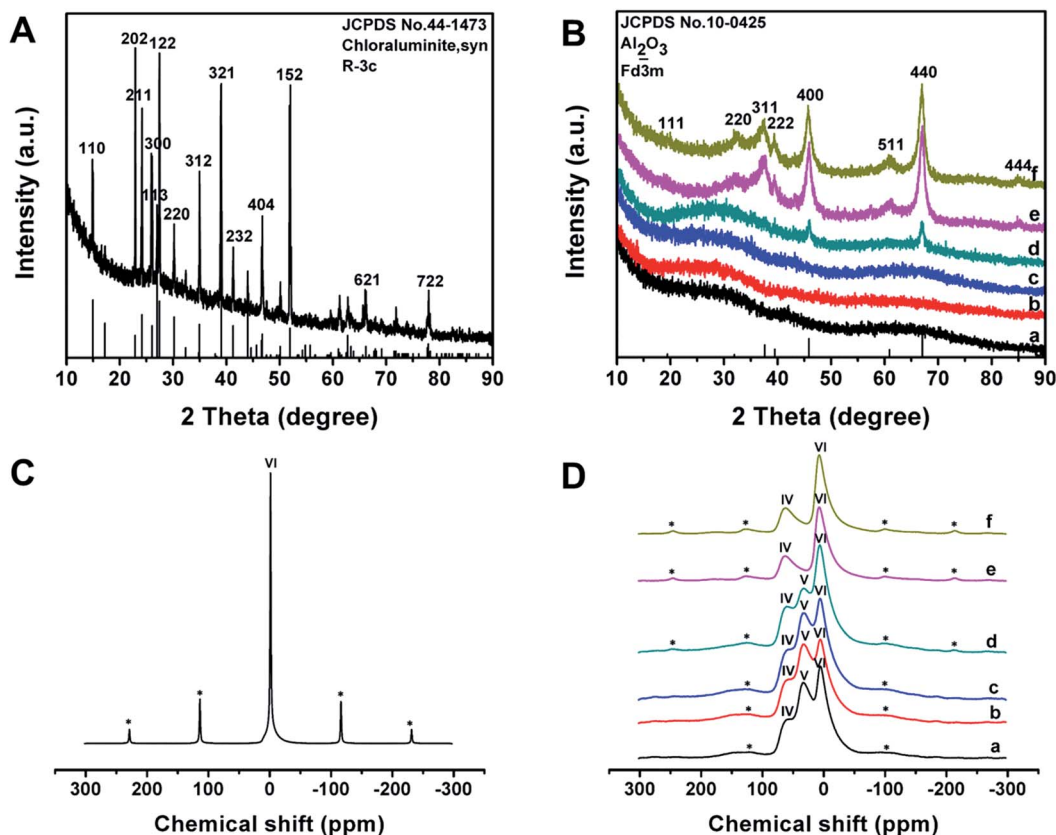 A
JCPDS No.44-1473
Chloraluminite,syn
R-3c
202
122
211
321
152
110
300
312
113
220
232
404
621
722
Intensity (a.u.)
10 20 30 40 50 60 70 80 90
2 Theta (degree)
B
JCPDS No.10-0425
Al2O3
Fd3̅m
111
220
311
222
400
511
440
444
f
e
d
c
b
a
Intensity (a.u.)
10 20 30 40 50 60 70 80 90
2 Theta (degree)
C
VI
* * * *
300 200 100 0 -100 -200 -300
Chemical shift (ppm)
D
VI
* * IV * * f
VI
* * IV * * e
VI
* * IV V * * d
VI
* IV V * c
VI
* IV V * b
VI
* IV V * a
300 200 100 0 -100 -200 -300
Chemical shift (ppm)